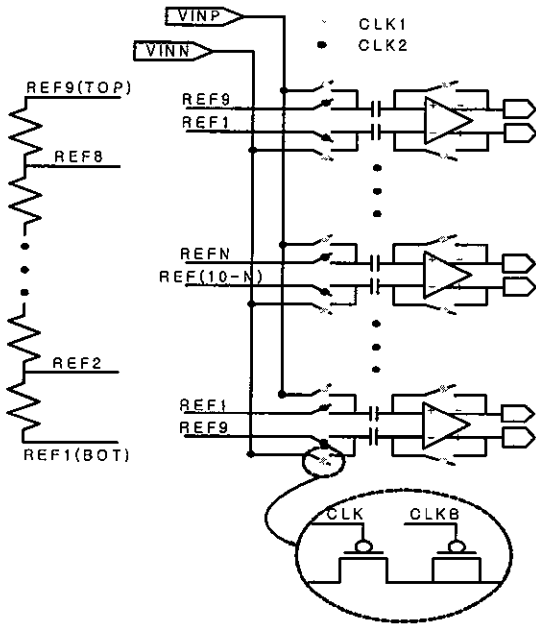 VINP
VINN
CLK1
CLK2
REF9(TOP)
REF8
REF2
REF1(BOT)
REF9
REF1
REFN
REF(10-N)
REF1
REF9
CLK
CLKB